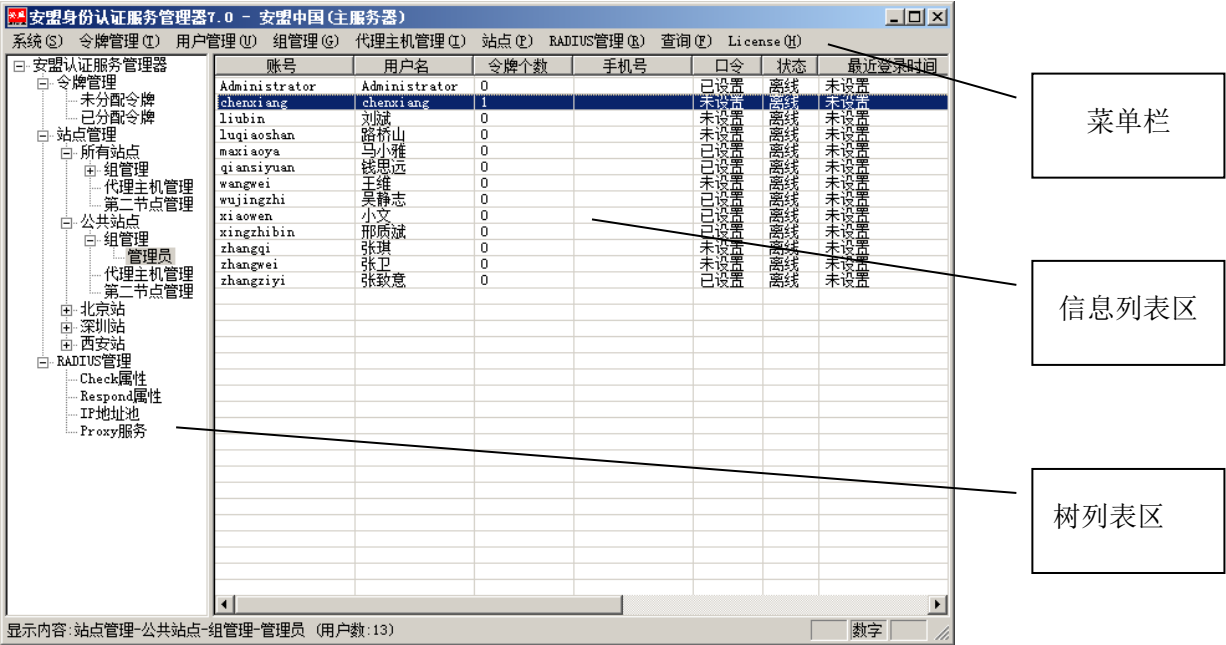 安盟身份认证服务管理器7.0 - 安盟中国(主服务器)
系统(S) 令牌管理(T) 用户管理(U) 组管理(G) 代理主机管理(I) 站点(P) RADIUS管理(R) 查询(F) License(H)
安盟认证服务管理器
令牌管理
未分配令牌
已分配令牌
站点管理
所有站点
组管理
代理主机管理
第二节点管理
公共站点
组管理
管理员
代理主机管理
第二节点管理
北京站
深圳站
西安站
RADIUS管理
Check属性
Respond属性
IP地址池
Proxy服务
账号 用户名 令牌个数 手机号 口令 状态 最近登录时间
Administrator Administrator 0 已设置 离线 未设置
chenxiang chenxiang 1 未设置 离线 未设置
liubin 刘斌 0 未设置 离线 未设置
luqiaoshan 路桥山 0 未设置 离线 未设置
maxiaoya 马小雅 0 已设置 离线 未设置
qiansiyuan 钱思远 0 已设置 离线 未设置
wangwei 王维 0 未设置 离线 未设置
wujingzhi 吴静志 0 已设置 离线 未设置
xiaowen 小文 0 已设置 离线 未设置
xingzhibin 邢质斌 0 已设置 离线 未设置
zhangqi 张琪 0 未设置 离线 未设置
zhangwei 张卫 0 未设置 离线 未设置
zhangziyi 张致意 0 已设置 离线 未设置
显示内容:站点管理-公共站点-组管理-管理员 (用户数:13)
数字
菜单栏
信息列表区
树列表区